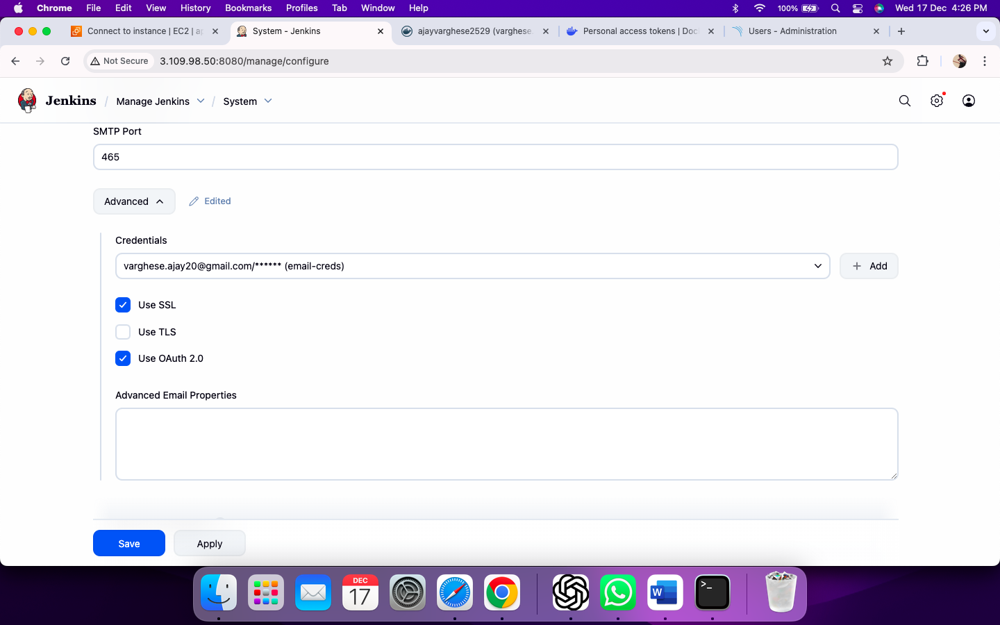 Chrome File Edit View History Bookmarks Profiles Tab Window Help 100% Wed 17 Dec 4:26 PM
Connect to instance | EC2 | ap System - Jenkins ajayvarghese2529 (varghese. Personal access tokens | Doc Users - Administration
Not Secure 3.109.98.50:8080/manage/configure
Jenkins / Manage Jenkins / System
SMTP Port
465
Advanced Edited
Credentials
varghese.ajay20@gmail.com/****** (email-creds)
+ Add
Use SSL
Use TLS
Use OAuth 2.0
Advanced Email Properties
Save Apply
DEC
17
W
>_